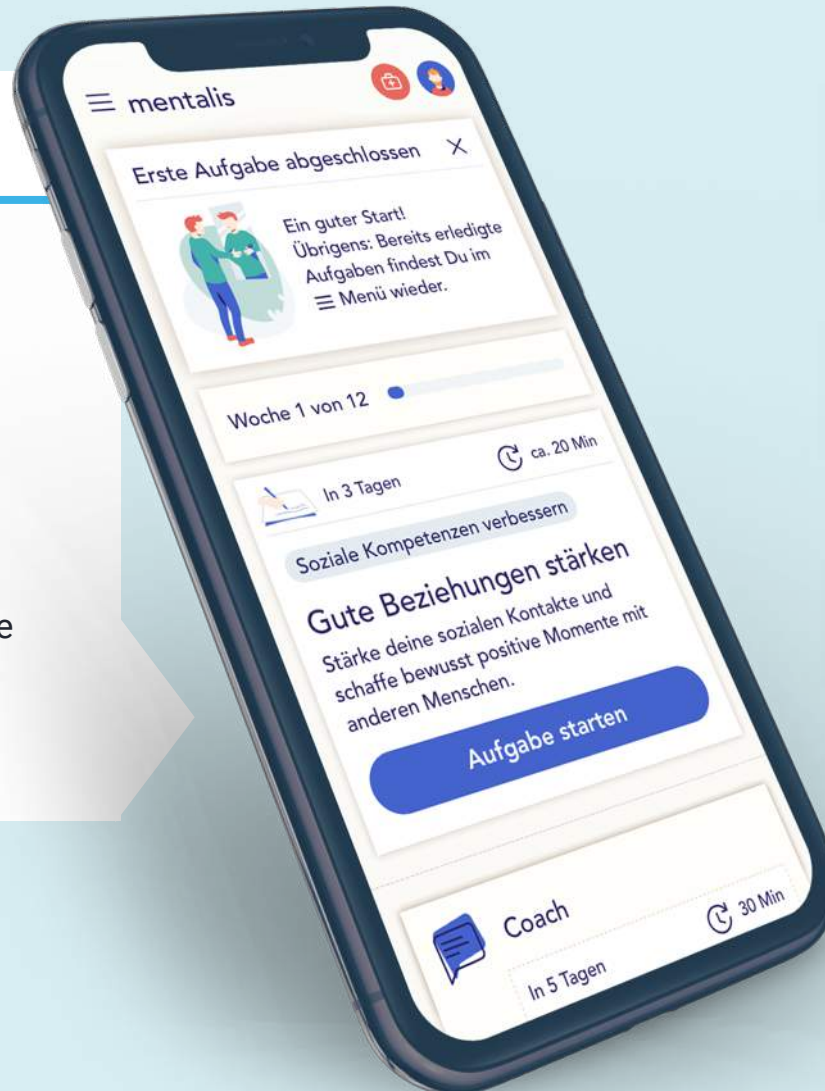 mentalis
Erste Aufgabe abgeschlossen
Ein guter Start!
Übrigens: Bereits erledigte
Aufgaben findest Du im
Menü wieder.
Woche 1 von 12
In 3 Tagen
ca. 20 Min
Soziale Kompetenzen verbessern
Gute Beziehungen stärken
Stärke deine sozialen Kontakte und
schaffe bewusst positive Momente mit
anderen Menschen.
Aufgabe starten
e
Coach
30 Min
In 5 Tagen